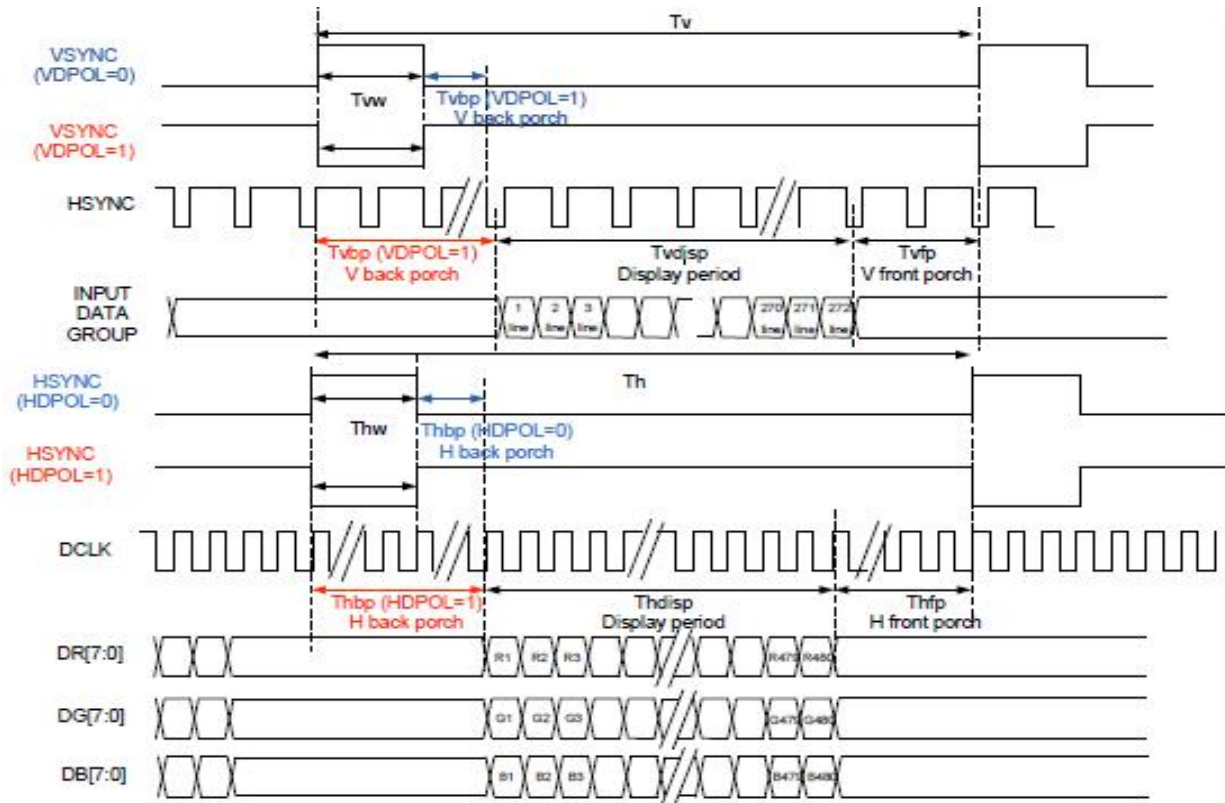 Tv
VSYNC
(VDPOL=0)
Tvw
Tvbp (VDPOL=1)
V back porch
VSYNC
(VDPOL=1)
HSYNC
Tvbp (VDPOL=1)
V back porch
Tvdisp
Display period
Tvfp
V front porch
INPUT
DATA
GROUP
1 line
2 line
3 line
270 line
271 line
272 line
HSYNC
(HDPOL=0)
Th
Thw
Thbp (HDPOL=0)
H back porch
HSYNC
(HDPOL=1)
DCLK
Thbp (HDPOL=1)
H back porch
Thdisp
Display period
Thfp
H front porch
DR[7:0]
R1 R2 R3 R479 R480
DG[7:0]
G1 G2 G3 G479 G480
DB[7:0]
B1 B2 B3 B479 B480